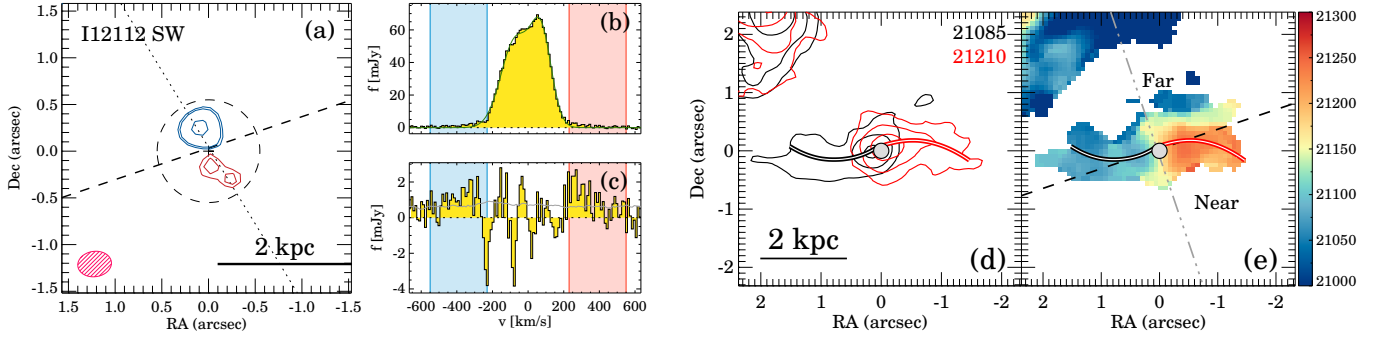 I12112 SW
(a)
2 kpc
Dec (arcsec)
1.5
1.0
0.5
0.0
-0.5
-1.0
-1.5
1.5 1.0 0.5 0.0 -0.5 -1.0 -1.5
RA (arcsec)
(b)
f [mJy]
60
40
20
0
(c)
f [mJy]
4
2
0
-2
-4
-600 -400 -200 0 200 400 600
v [km/s]
21085
21210
2 kpc
(d)
Dec (arcsec)
2
1
0
-1
-2
2 1 0 -1 -2
RA (arcsec)
Far
Near
(e)
2 1 0 -1 -2
RA (arcsec)
21300
21250
21200
21150
21100
21050
21000